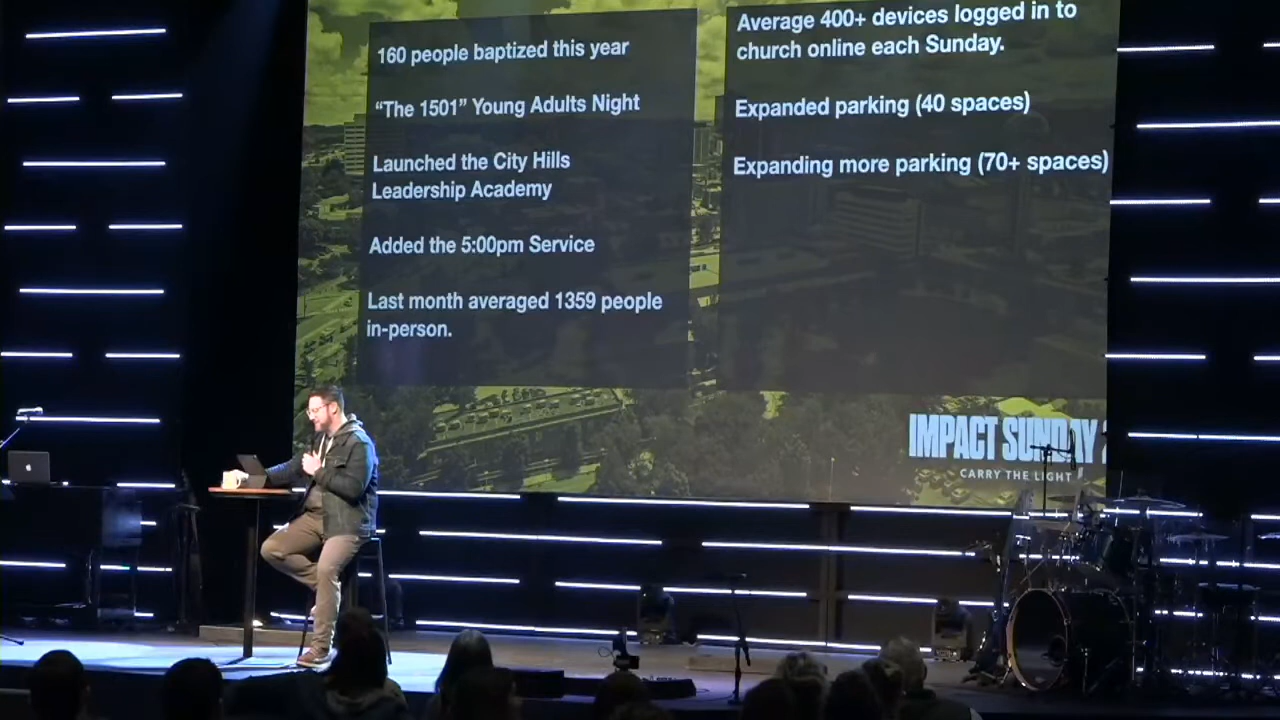 160 people baptized this year
“The 1501” Young Adults Night
Launched the City Hills
Leadership Academy
Added the 5:00pm Service
Last month averaged 1359 people
in-person.
Average 400+ devices logged in to
church online each Sunday.
Expanded parking (40 spaces)
Expanding more parking (70+ spaces)
IMPACT SUNDAY 2
CARRY THE LIGHT